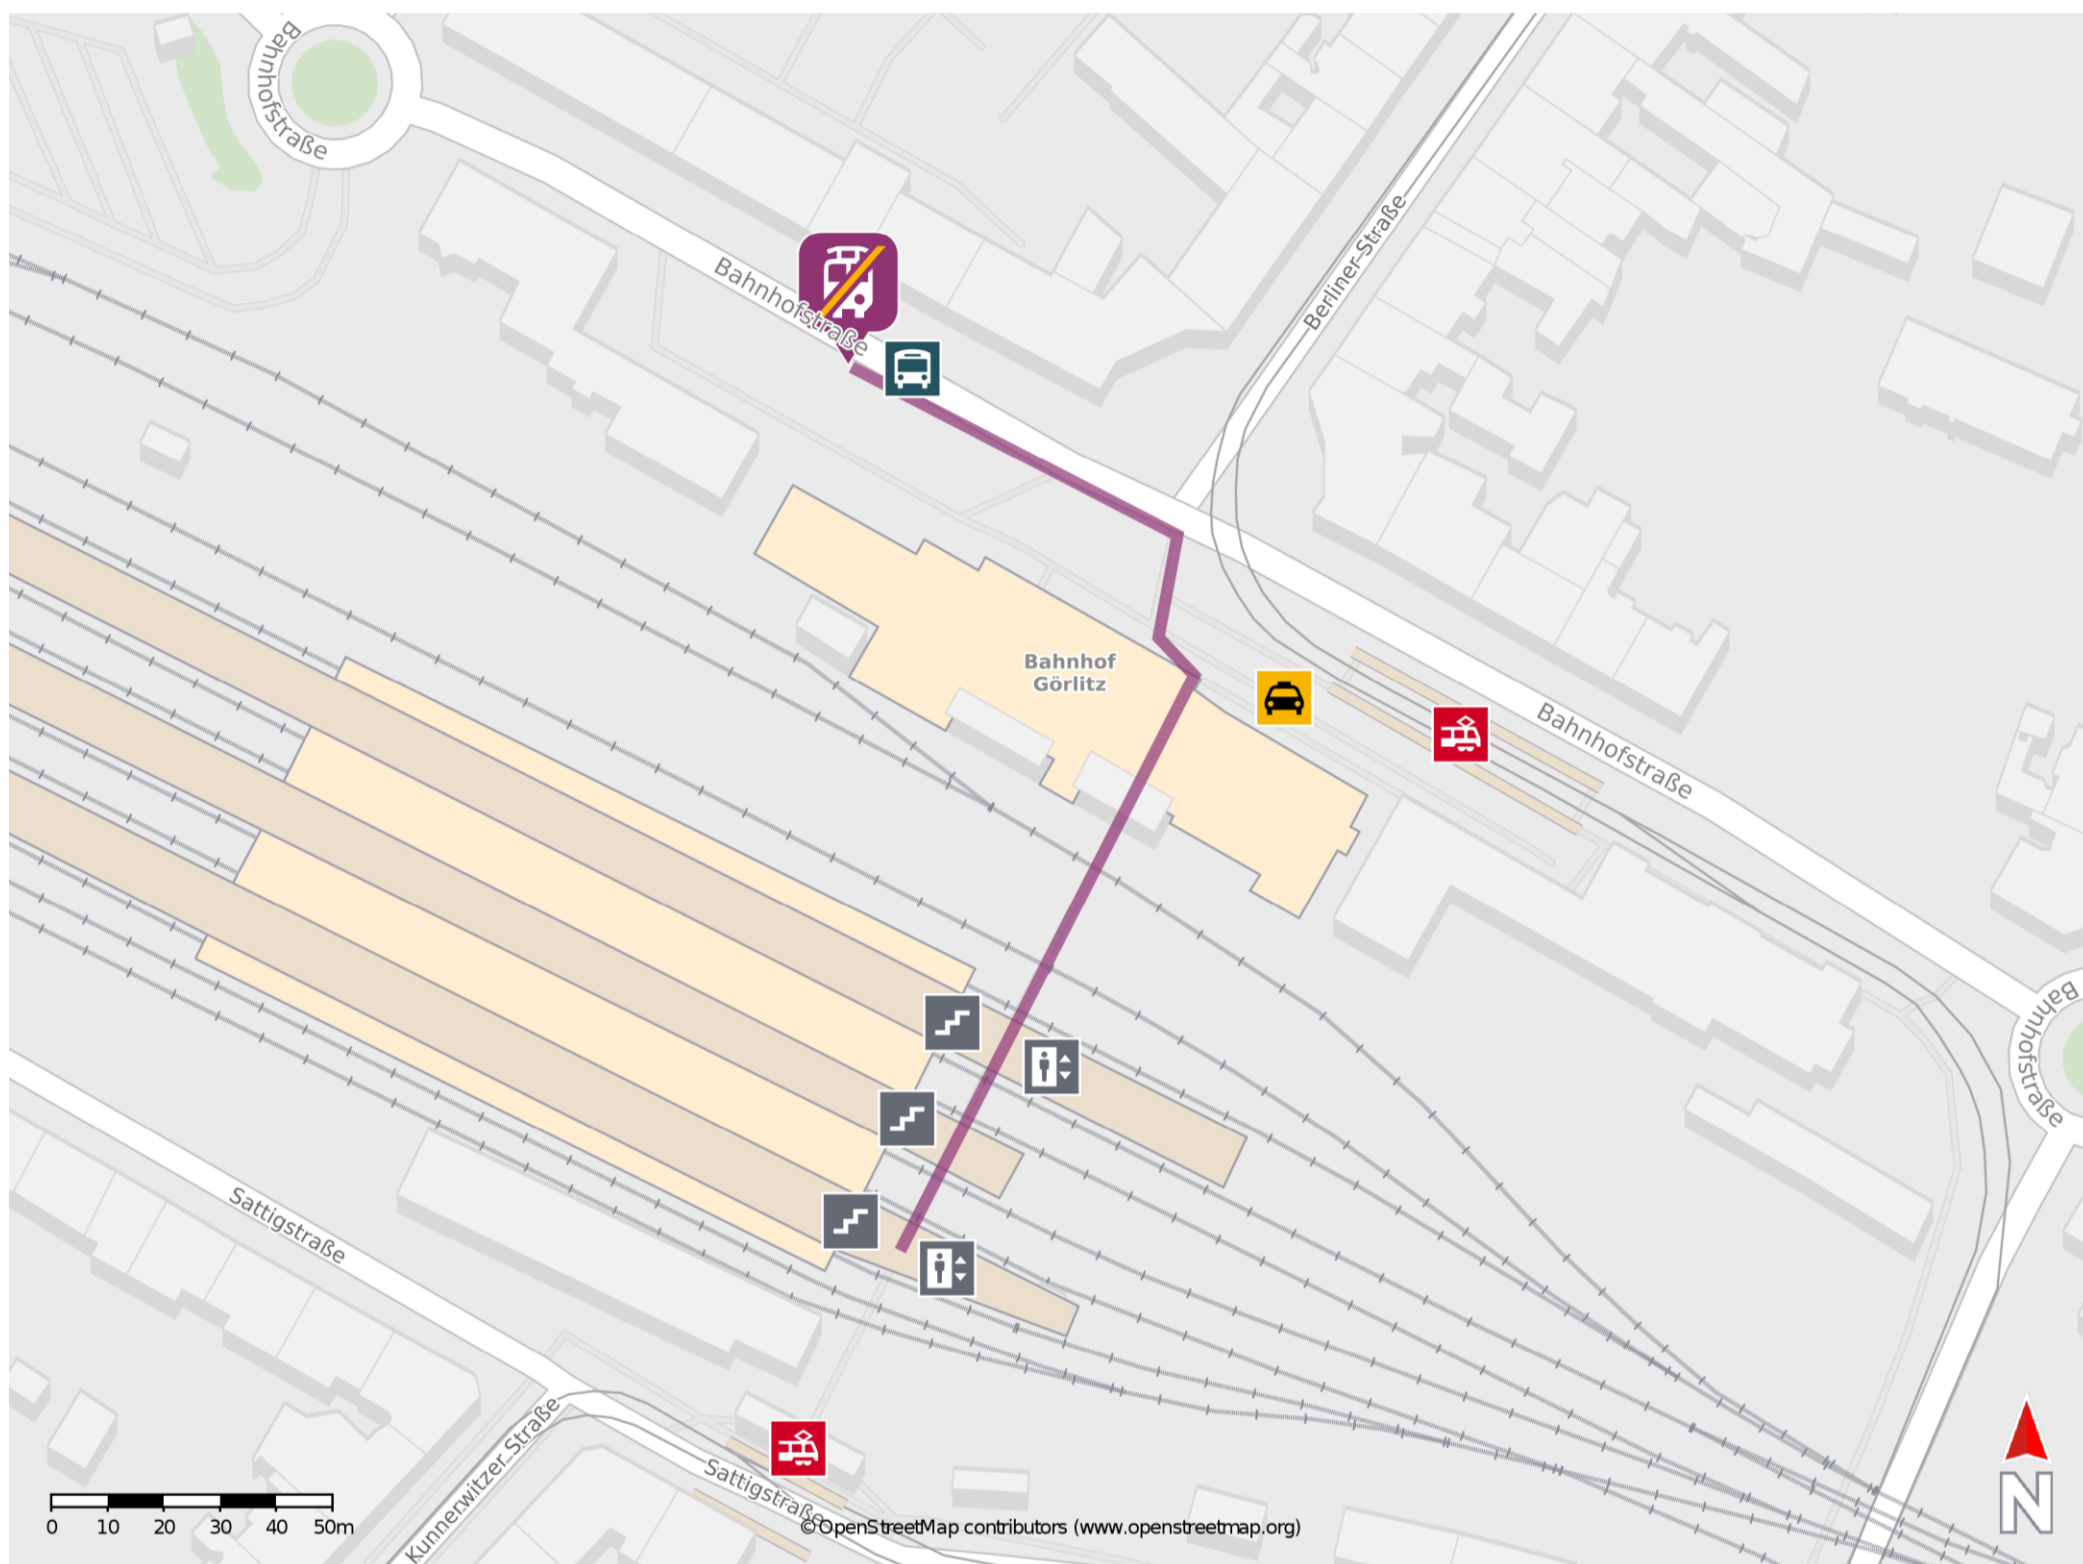 Bahnhofstraße
Bahnhofstraße
Berliner-Straße
Bahnhof
Görlitz
Bahnhofstraße
Bahnhofstraße
Sattigstraße
Kunnerwitzer Straße
Sattigstraße
0 10 20 30 40 50m
©OpenStreetMap contributors (www.openstreetmap.org)
N